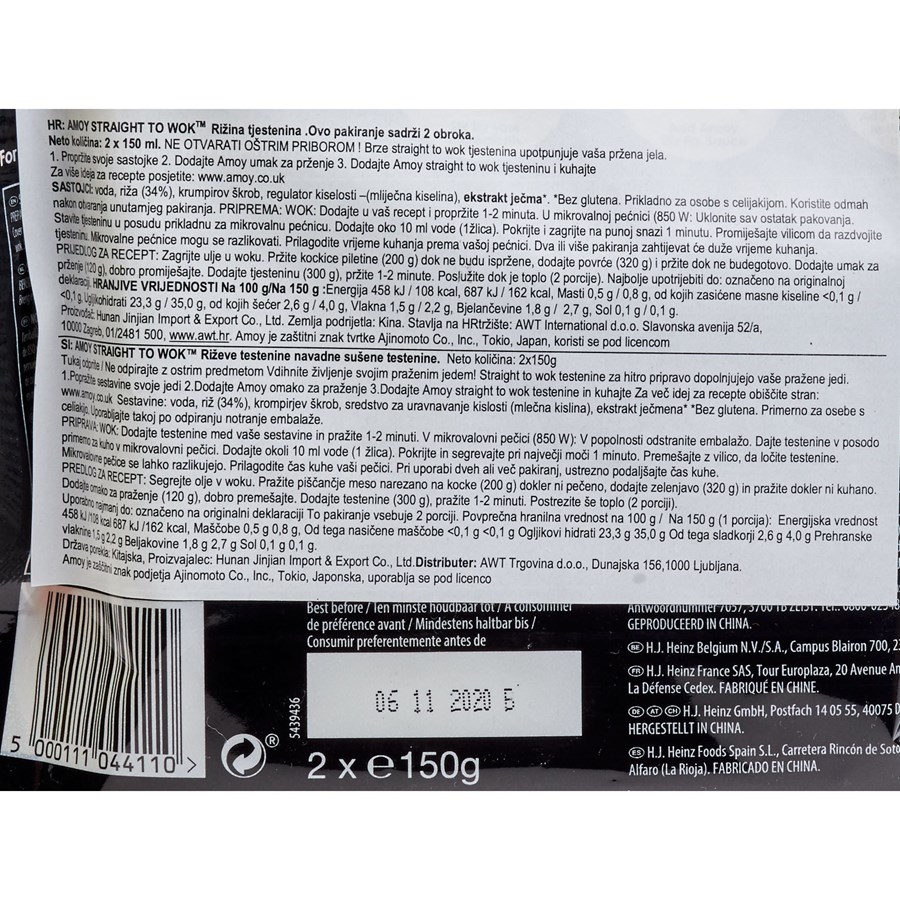 HR: AMOY STRAIGHT TO WOK™ Rižina tjestenina .Ovo pakiranje sadrži 2 obroka.
Neto količina: 2 x 150 ml. NE OTVARATI OŠTRIM PRIBOROM ! Brze straight to wok tjestenina upotpunjuje vaša pržena jela.
1. Propržite svoje sastojke 2. Dodajte Amoy umak za prženje 3. Dodajte Amoy straight to wok tjesteninu i kuhajte
Za više ideja za recepte posjetite: www.amoy.co.uk
SASTOJCI: voda, riža (34%), krumpirov škrob, regulator kiselosti –(mliječna kiselina), ekstrakt ječma*. *Bez glutena. Prikladno za osobe s celijakijom. Koristite odmah
nakon otvaranja unutarnjeg pakiranja. PRIPREMA: WOK: Dodajte u vaš recept i propržite 1-2 minuta. U mikrovalnoj pećnici (850 W: Uklonite sav ostatak pakovanja.
Stavite tjesteninu u posudu prikladnu za mikrovalnu pećnicu. Dodajte oko 10 ml vode (1žlica). Pokrijte i zagrijte na punoj snazi 1 minutu. Promiješajte vilicom da razdvojite
tjesteninu. Mikrovalne pećnice mogu se razlikovati. Prilagodite vrijeme kuhanja prema vašoj pećnici. Dva ili više pakiranja zahtijevat će duže vrijeme kuhanja.
PRIJEDLOG ZA RECEPT: Zagrijte ulje u woku. Pržite kockice piletine (200 g) dok ne budu ispržene, dodajte povrće (320 g) i pržite dok ne budegotovo. Dodajte umak za
prženje (120 g), dobro promiješajte. Dodajte tjesteninu (300 g), pržite 1-2 minute. Poslužite dok je toplo (2 porcije). Najbolje upotrijebiti do: označeno na originalnoj
deklaraciji. HRANJIVE VRIJEDNOSTI Na 100 g/Na 150 g :Energija 458 kJ / 108 kcal, 687 kJ / 162 kcal, Masti 0,5 g / 0,8 g, od kojih zasićene masne kiseline <0,1 g /
<0,1 g, Ugljikohidrati 23,3 g / 35,0 g, od kojih šećer 2,6 g / 4,0 g, Vlakna 1,5 g / 2,2 g, Bjelančevine 1,8 g / 2,7 g, Sol 0,1 g / 0,1 g.
Proizvođač: Hunan Jinjian Import & Export Co., Ltd. Zemlja podrijetla: Kina. Stavlja na HRtržište: AWT International d.o.o. Slavonska avenija 52/a,
10000 Zagreb, 01/2481 500, www.awt.hr. Amoy je zaštitni znak tvrtke Ajinomoto Co., Inc., Tokio, Japan, koristi se pod licencom
SI: AMOY STRAIGHT TO WOK™ Riževe testenine navadne sušene testenine. Neto količina: 2x150g
Tukaj odprite / Ne odpirajte z ostrim predmetom Vdihnite življenje svojim praženim jedem! Straight to wok testenine za hitro pripravo dopolnjujejo vaše pražene jedi.
1.Popražite sestavine svoje jedi 2.Dodajte Amoy omako za praženje 3.Dodajte Amoy straight to wok testenine in kuhajte Za več idej za recepte obiščite stran:
www.amoy.co.uk Sestavine: voda, riž (34%), krompirjev škrob, sredstvo za uravnavanje kislosti (mlečna kislina), ekstrakt ječmena* *Bez glutena. Primerno za osebe s
celiakijo. Uporabljajte takoj po odpiranju notranje embalaže.
PRIPRAVA: WOK: Dodajte testenine med vaše sestavine in pražite 1-2 minuti. V mikrovalovni pečici (850 W): V popolnosti odstranite embalažo. Dajte testenine v posodo
primerno za kuho v mikrovalovni pečici. Dodajte okoli 10 ml vode (1 žlica). Pokrijte in segrevajte pri največji moči 1 minuto. Premešajte z vilico, da ločite testenine.
Mikrovalovne pečice se lahko razlikujejo. Prilagodite čas kuhe vaši pečici. Pri uporabi dveh ali več pakiranj, ustrezno podaljšajte čas kuhe.
PREDLOG ZA RECEPT: Segrejte olje v woku. Pražite piščančje meso narezano na kocke (200 g) dokler ni pečeno, dodajte zelenjavo (320 g) in pražite dokler ni kuhano.
Dodajte omako za praženje (120 g), dobro premešajte. Dodajte testenine (300 g), pražite 1-2 minuti. Postrezite še toplo (2 porciji).
Uporabno najmanj do: označeno na originalni deklaraciji To pakiranje vsebuje 2 porciji. Povprečna hranilna vrednost na 100 g / Na 150 g (1 porcija): Energijska vrednost
458 kJ / 108 kcal 687 kJ /162 kcal, Maščobe 0,5 g 0,8 g, Od tega nasičene maščobe <0,1 g <0,1 g Ogljikovi hidrati 23,3 g 35,0 g Od tega sladkorji 2,6 g 4,0 g Prehranske
vlaknine 1,5 g 2,2 g Beljakovine 1,8 g 2,7 g Sol 0,1 g 0,1 g.
Država porekla: Kitajska, Proizvajalec: Hunan Jinjian Import & Export Co., Ltd.Distributer: AWT Trgovina d.o.o., Dunajska 156,1000 Ljubljana.
Amoy je zaščitni znak podjetja Ajinomoto Co., Inc., Tokio, Japonska, uporablja se pod licenco
For
Best before / Ten minste houdbaar tot / À consommer
de préférence avant / Mindestens haltbar bis /
Consumir preferentemente antes de
06 11 2020 Б
5439436
2 x e 150g
5 000111 044110 >
®
Antwoordnummer 7037, 3700 TB ZEIST.
GEPRODUCEERD IN CHINA.
BE H.J. Heinz Belgium N.V./S.A., Campus Blairon 700, 2
FR H.J. Heinz France SAS, Tour Europlaza, 20 Avenue An
La Défense Cedex. FABRIQUÉ EN CHINE.
DE AT CH H.J. Heinz GmbH, Postfach 14 05 55, 40075 D
HERGESTELLT IN CHINA.
ES H.J. Heinz Foods Spain S.L., Carretera Rincón de Soto
Alfaro (La Rioja). FABRICADO EN CHINA.